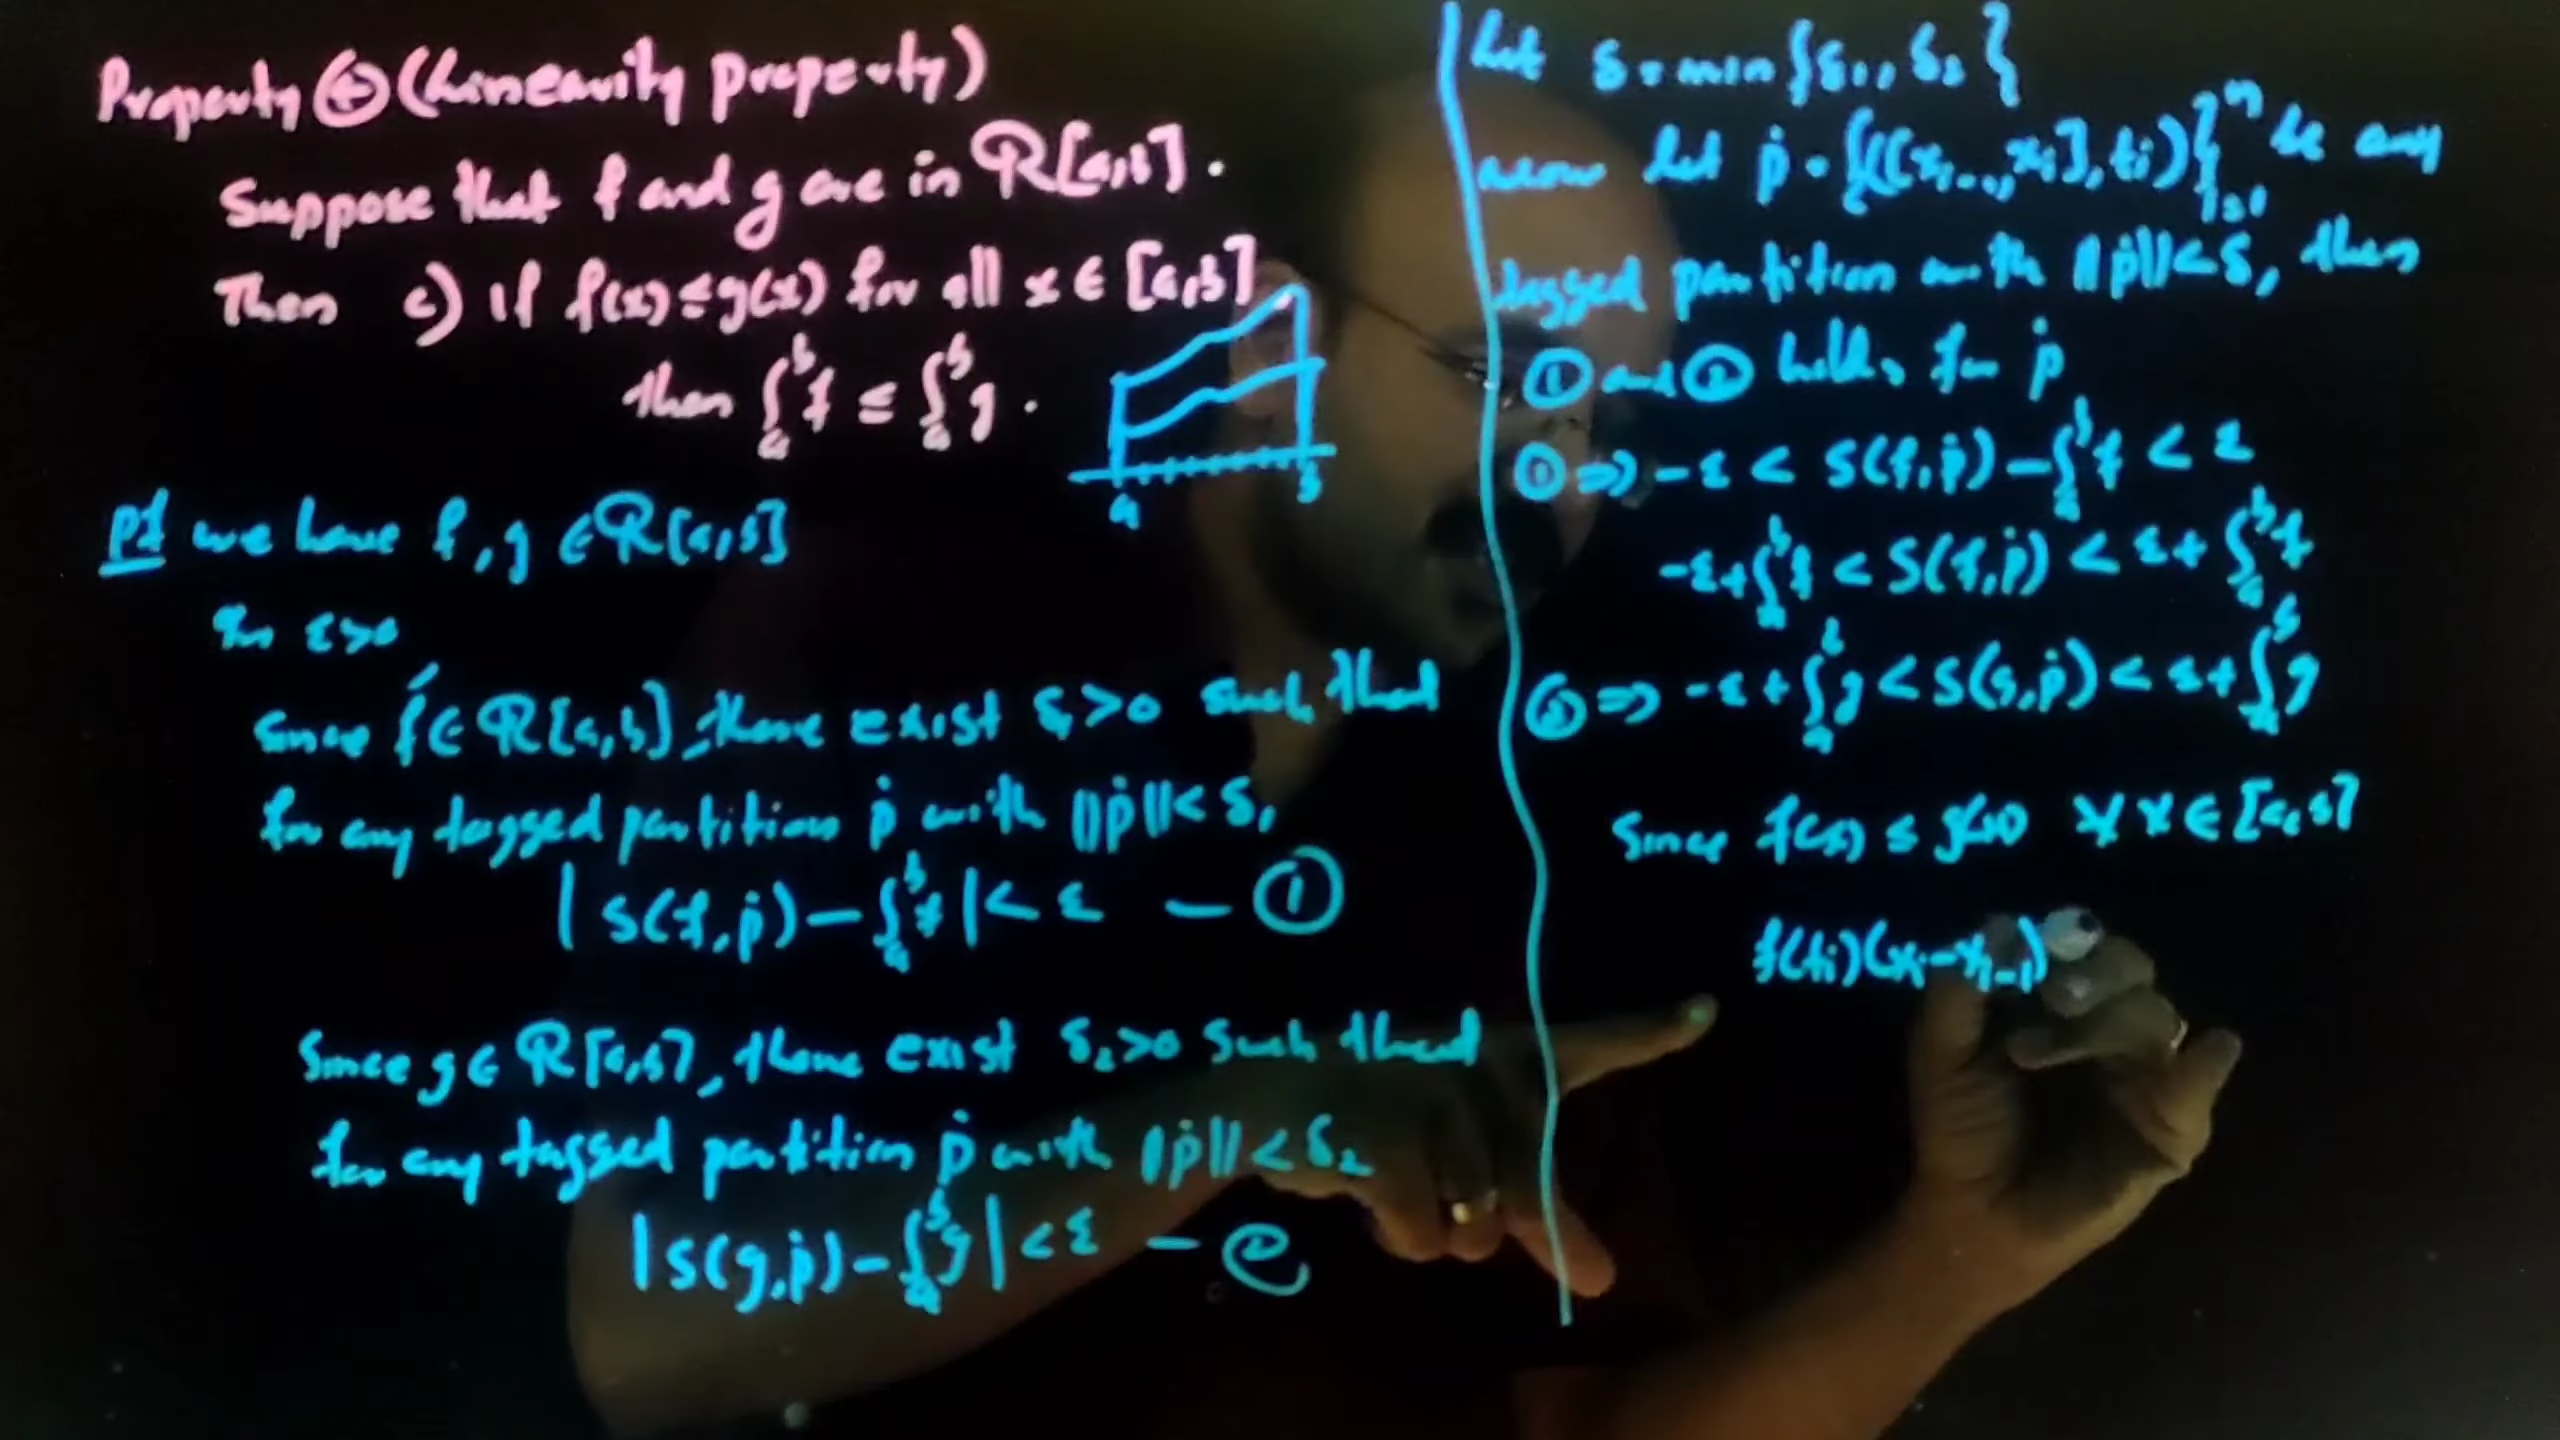 Property ④ (Linearity property)
Suppose that f and g are in R[a,b].
Then c) If f(x) ≤ g(x) for all x ∈ [a,b]
then ∫ₐᵇ f ≤ ∫ₐᵇ g.
a b
Pf we have f, g ∈ R[a,b]
for ε>0
Since f ∈ R[a,b], there exist δ₁>0 such that
for any tagged partition ṗ with ||ṗ|| < δ₁
| S(f,ṗ) − ∫ₐᵇ f | < ε — ①
Since g ∈ R[a,b], there exist δ₂>0 such that
for any tagged partition ṗ with ||ṗ|| < δ₂
| S(g,ṗ) − ∫ₐᵇ g | < ε — ②
Let δ = min{δ₁, δ₂}
now let ṗ = {([xᵢ₋₁, xᵢ], tᵢ)}ⁿᵢ₌₁ be any
tagged partition with ||ṗ|| < δ, then
① and ② holds for ṗ
① ⇒ −ε < S(f,ṗ) − ∫ₐᵇ f < ε
−ε + ∫ₐᵇ f < S(f,ṗ) < ε + ∫ₐᵇ f
② ⇒ −ε + ∫ₐᵇ g < S(g,ṗ) < ε + ∫ₐᵇ g
Since f(x) ≤ g(x) ∀ x ∈ [a,b]
f(tᵢ)(xᵢ − xᵢ₋₁)